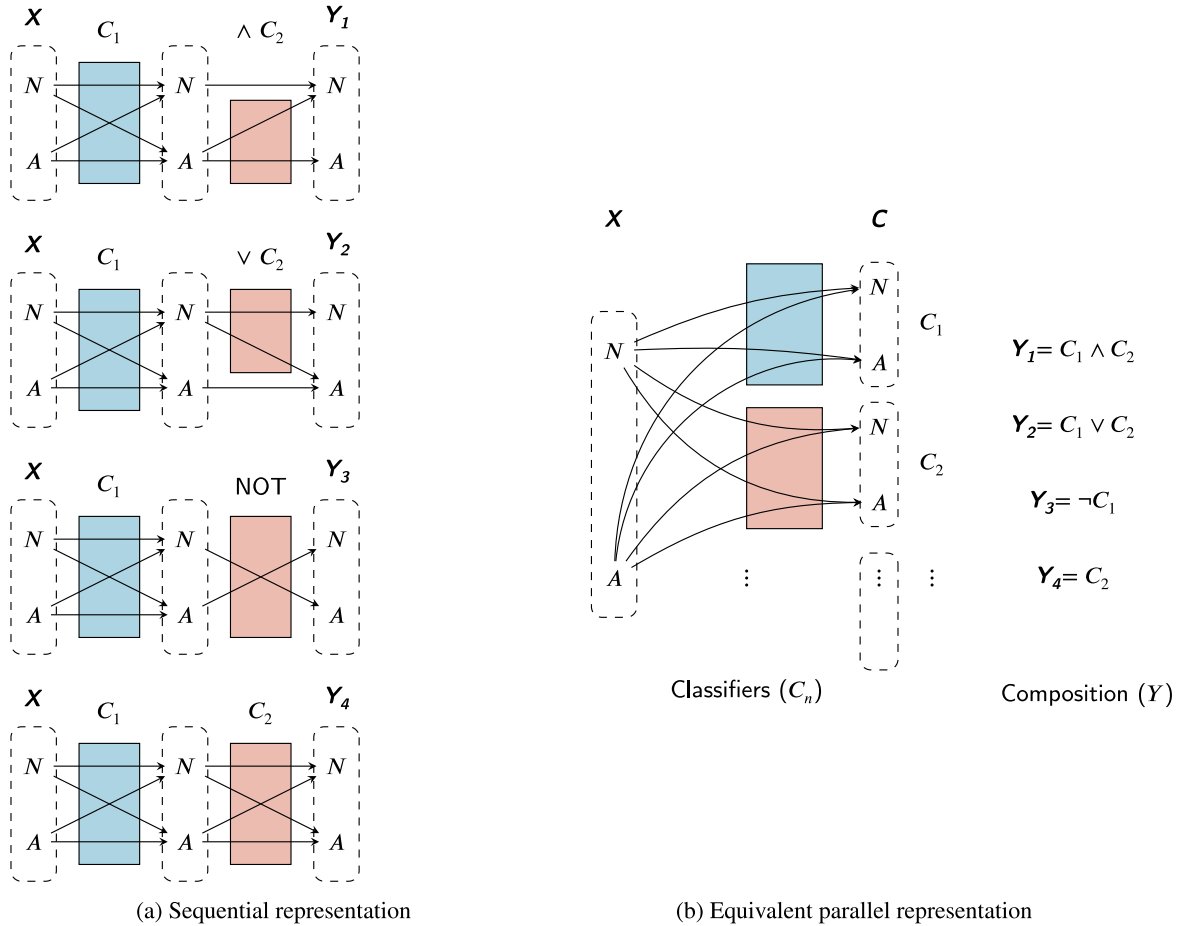 X C₁ ∧ C₂ Y₁
N N N
A A A
X C₁ ∨ C₂ Y₂
N N N
A A A
X C₁ NOT Y₃
N N N
A A A
X C₁ C₂ Y₄
N N N
A A A
(a) Sequential representation
X C
N
N C₁
A
Y₁= C₁ ∧ C₂
N
C₂
A
Y₂= C₁ ∨ C₂
Y₃= ¬C₁
A ⋮ ⋮ ⋮
Y₄= C₂
Classifiers (Cₙ) Composition (Y)
(b) Equivalent parallel representation